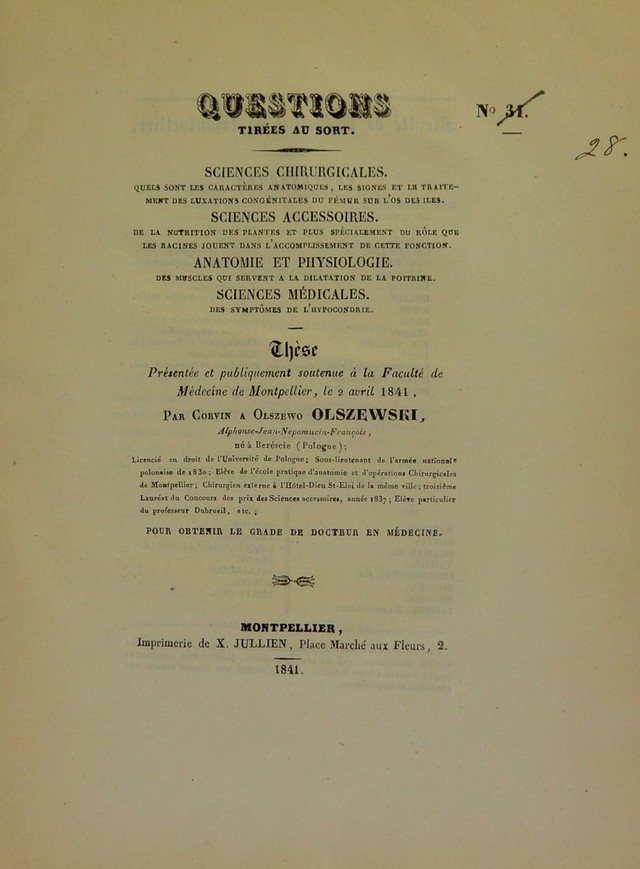 QUESTIONS
TIRÉES AU SORT.
N° 31.
28.
SCIENCES CHIRURGICALES.
QUELS SONT LES CARACTÈRES ANATOMIQUES, LES SIGNES ET LE TRAITE-
MENT DES LUXATIONS CONGÉNITALES DU FÉMUR SUR L'OS DES ILES.
SCIENCES ACCESSOIRES.
DE LA NUTRITION DES PLANTES ET PLUS SPÉCIALEMENT DU RÔLE QUE
LES RACINES JOUENT DANS L'ACCOMPLISSEMENT DE CETTE FONCTION.
ANATOMIE ET PHYSIOLOGIE.
DES MUSCLES QUI SERVENT A LA DILATATION DE LA POITRINE.
SCIENCES MÉDICALES.
DES SYMPTÔMES DE L'HYPOCONDRIE.
Thèse
Présentée et publiquement soutenue à la Faculté de
Médecine de Montpellier, le 2 avril 1841,
PAR CORVIN A OLSZEWO OLSZEWSKI,
Alphonse-Jean-Nepomucin-François,
né à Beréscie (Pologne);
Licencié en droit de l'Université de Pologne; Sous-lieutenant de l'armée nationale
polonaise de 1830; Elève de l'école pratique d'anatomie et d'opérations Chirurgicales
de Montpellier; Chirurgien externe à l'Hôtel-Dieu St-Eloi de la même ville; troisième
Lauréat du Concours des prix des Sciences accessoires, année 1837; Elève particulier
du professeur Dubrueil, etc.;
POUR OBTENIR LE GRADE DE DOCTEUR EN MÉDECINE.
MONTPELLIER,
Imprimerie de X. JULLIEN, Place Marché aux Fleurs, 2.
1841.